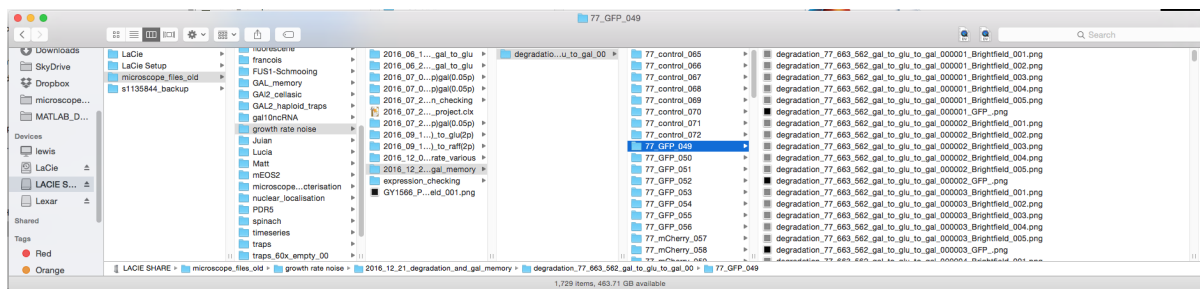 77_GFP_049
Search
Downloads
SkyDrive
Dropbox
microscope...
MATLAB_D...
Devices
lewis
LaCie
LACIE S...
Lexar
Shared
Tags
Red
Orange
LaCie
LaCie Setup
microscope_files_old
s1135844_backup
francois
FUS1-Schmooing
GAL_memory
GAl2_cellasic
GAL2_haploid_traps
gal10ncRNA
growth rate noise
Julian
Lucia
Matt
mEOS2
microscope...cterisation
nuclear_localisation
PDR5
spinach
timeseries
traps
traps_60x_empty_00
2016_06_1..._gal_to_glu
2016_06_2..._gal_to_glu
2016_07_0...p)gal(0.05p)
2016_07_0...p)gal(0.05p)
2016_07_2...n_checking
2016_07_2..._project.clx
2016_07_2...p)gal(0.05p)
2016_09_1...)_to_glu(2p)
2016_09_1...)_to_raff(2p)
2016_12_0...rate_various
2016_12_2...gal_memory
expression_checking
GY1566_P...eld_001.png
degradation...u_to_gal_00
77_control_065
77_control_066
77_control_067
77_control_068
77_control_069
77_control_070
77_control_071
77_control_072
77_GFP_049
77_GFP_050
77_GFP_051
77_GFP_052
77_GFP_053
77_GFP_054
77_GFP_055
77_GFP_056
77_mCherry_057
77_mCherry_058
degradation_77_663_562_gal_to_glu_to_gal_000001_Brightfield_001.png
degradation_77_663_562_gal_to_glu_to_gal_000001_Brightfield_002.png
degradation_77_663_562_gal_to_glu_to_gal_000001_Brightfield_003.png
degradation_77_663_562_gal_to_glu_to_gal_000001_Brightfield_004.png
degradation_77_663_562_gal_to_glu_to_gal_000001_Brightfield_005.png
degradation_77_663_562_gal_to_glu_to_gal_000001_GFP_.png
degradation_77_663_562_gal_to_glu_to_gal_000002_Brightfield_001.png
degradation_77_663_562_gal_to_glu_to_gal_000002_Brightfield_002.png
degradation_77_663_562_gal_to_glu_to_gal_000002_Brightfield_003.png
degradation_77_663_562_gal_to_glu_to_gal_000002_Brightfield_004.png
degradation_77_663_562_gal_to_glu_to_gal_000002_Brightfield_005.png
degradation_77_663_562_gal_to_glu_to_gal_000002_GFP_.png
degradation_77_663_562_gal_to_glu_to_gal_000003_Brightfield_001.png
degradation_77_663_562_gal_to_glu_to_gal_000003_Brightfield_002.png
degradation_77_663_562_gal_to_glu_to_gal_000003_Brightfield_003.png
degradation_77_663_562_gal_to_glu_to_gal_000003_Brightfield_004.png
degradation_77_663_562_gal_to_glu_to_gal_000003_Brightfield_005.png
degradation_77_663_562_gal_to_glu_to_gal_000003_GFP_.png
LACIE SHARE microscope_files_old growth rate noise 2016_12_21_degradation_and_gal_memory degradation_77_663_562_gal_to_glu_to_gal_00 77_GFP_049
1,729 items, 463.71 GB available